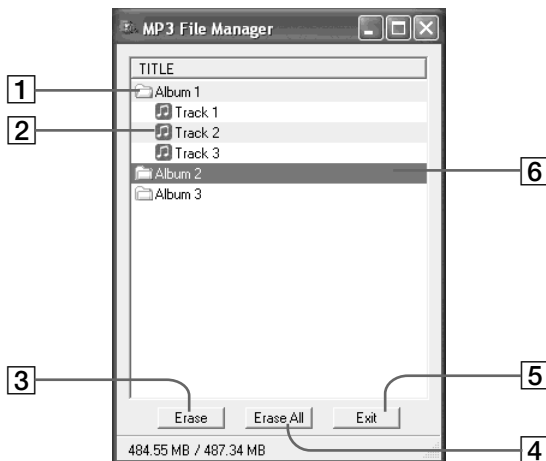 MP3 File Manager
TITLE
1
Album 1
Track 1
2
Track 2
Track 3
Album 2
6
Album 3
3
5
Erase
Erase All
Exit
484.55 MB / 487.34 MB
4